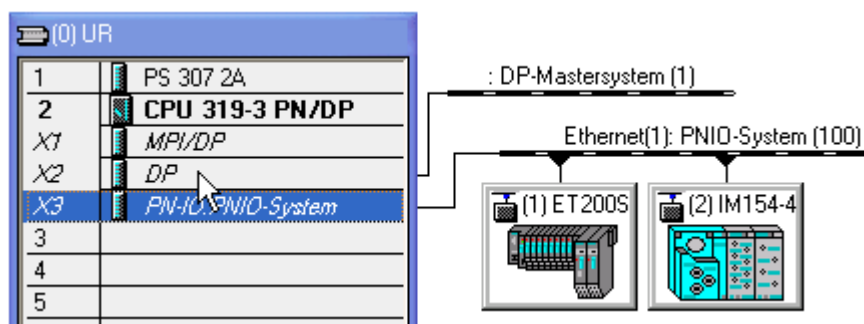 (0) UR
1 PS 307 2A
2 CPU 319-3 PN/DP
X1 MPI/DP
X2 DP
X3 PN-IO:PNIO-System
3
4
5
: DP-Mastersystem (1)
Ethernet(1): PNIO-System (100)
(1) ET200S
(2) IM154-4